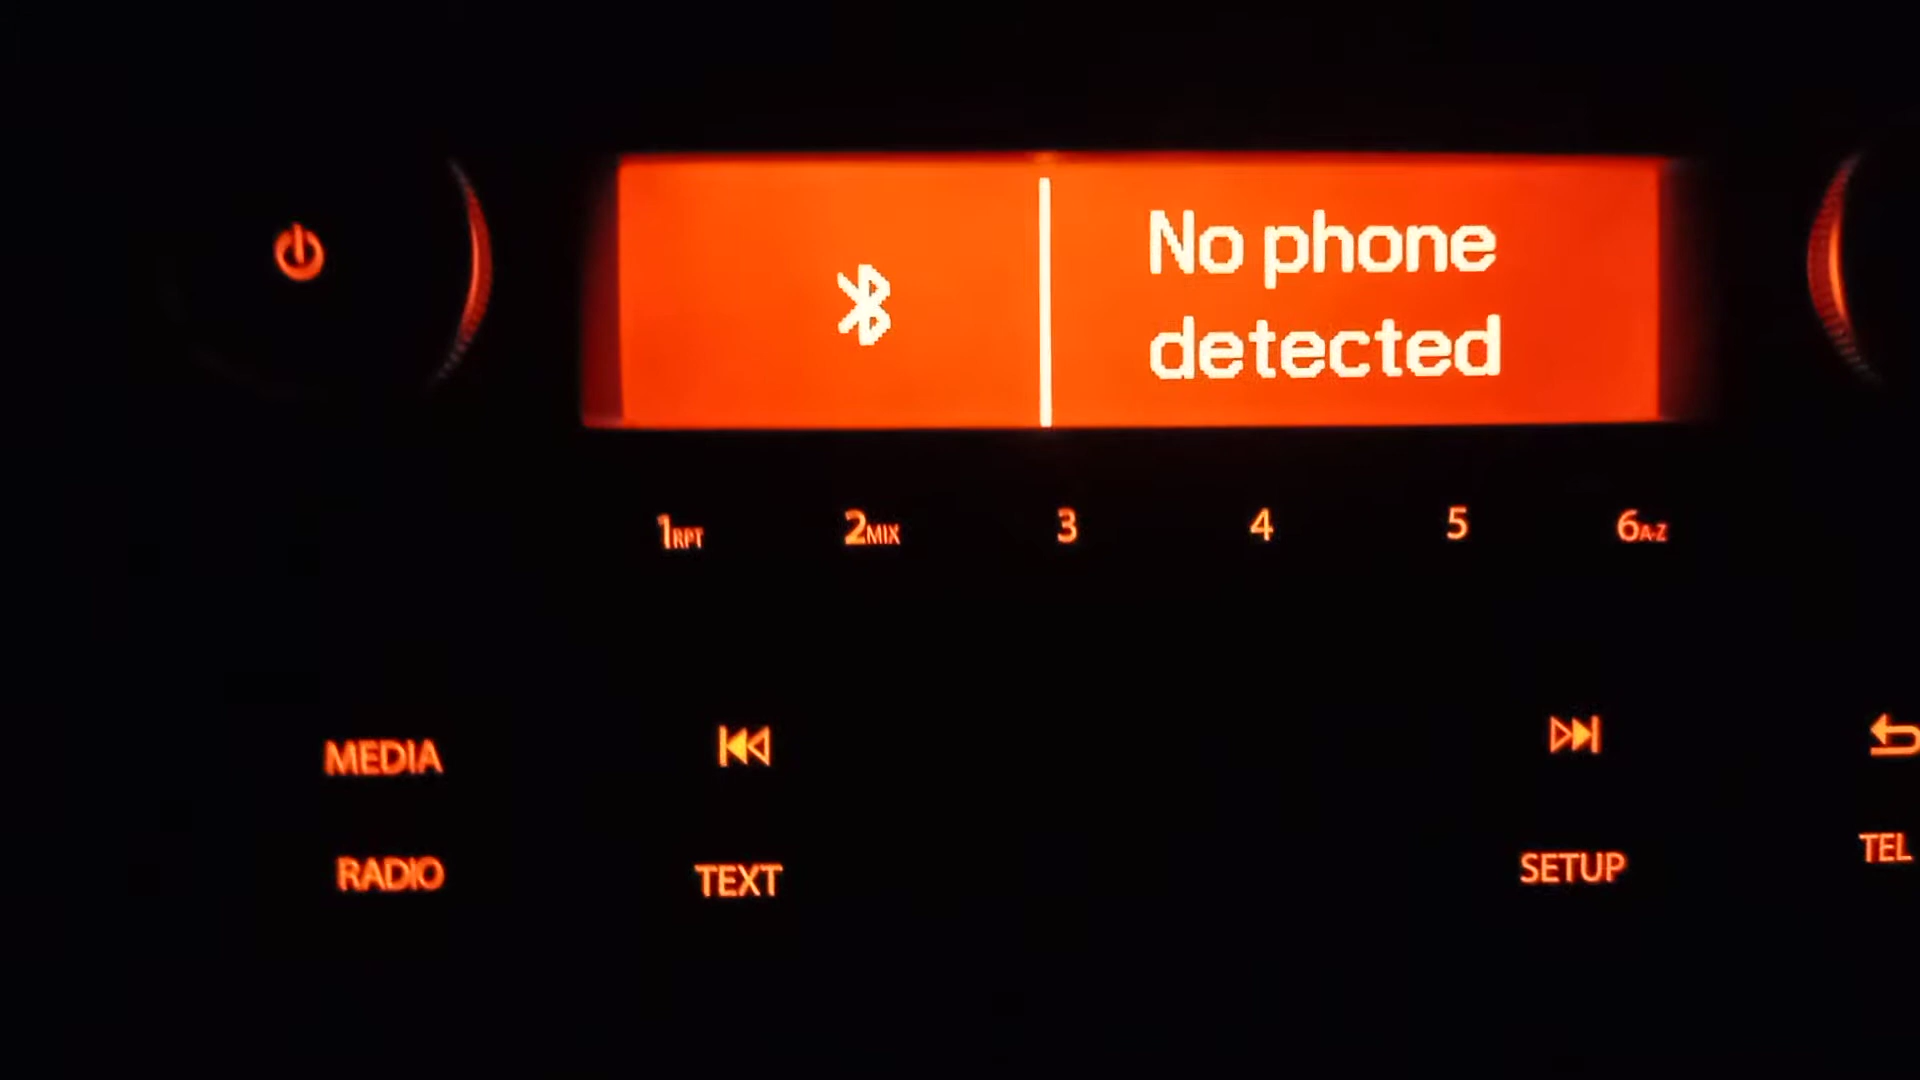 No phone
detected
1RPT
2MIX
3
4
5
6A-Z
MEDIA
RADIO
TEXT
SETUP
TEL